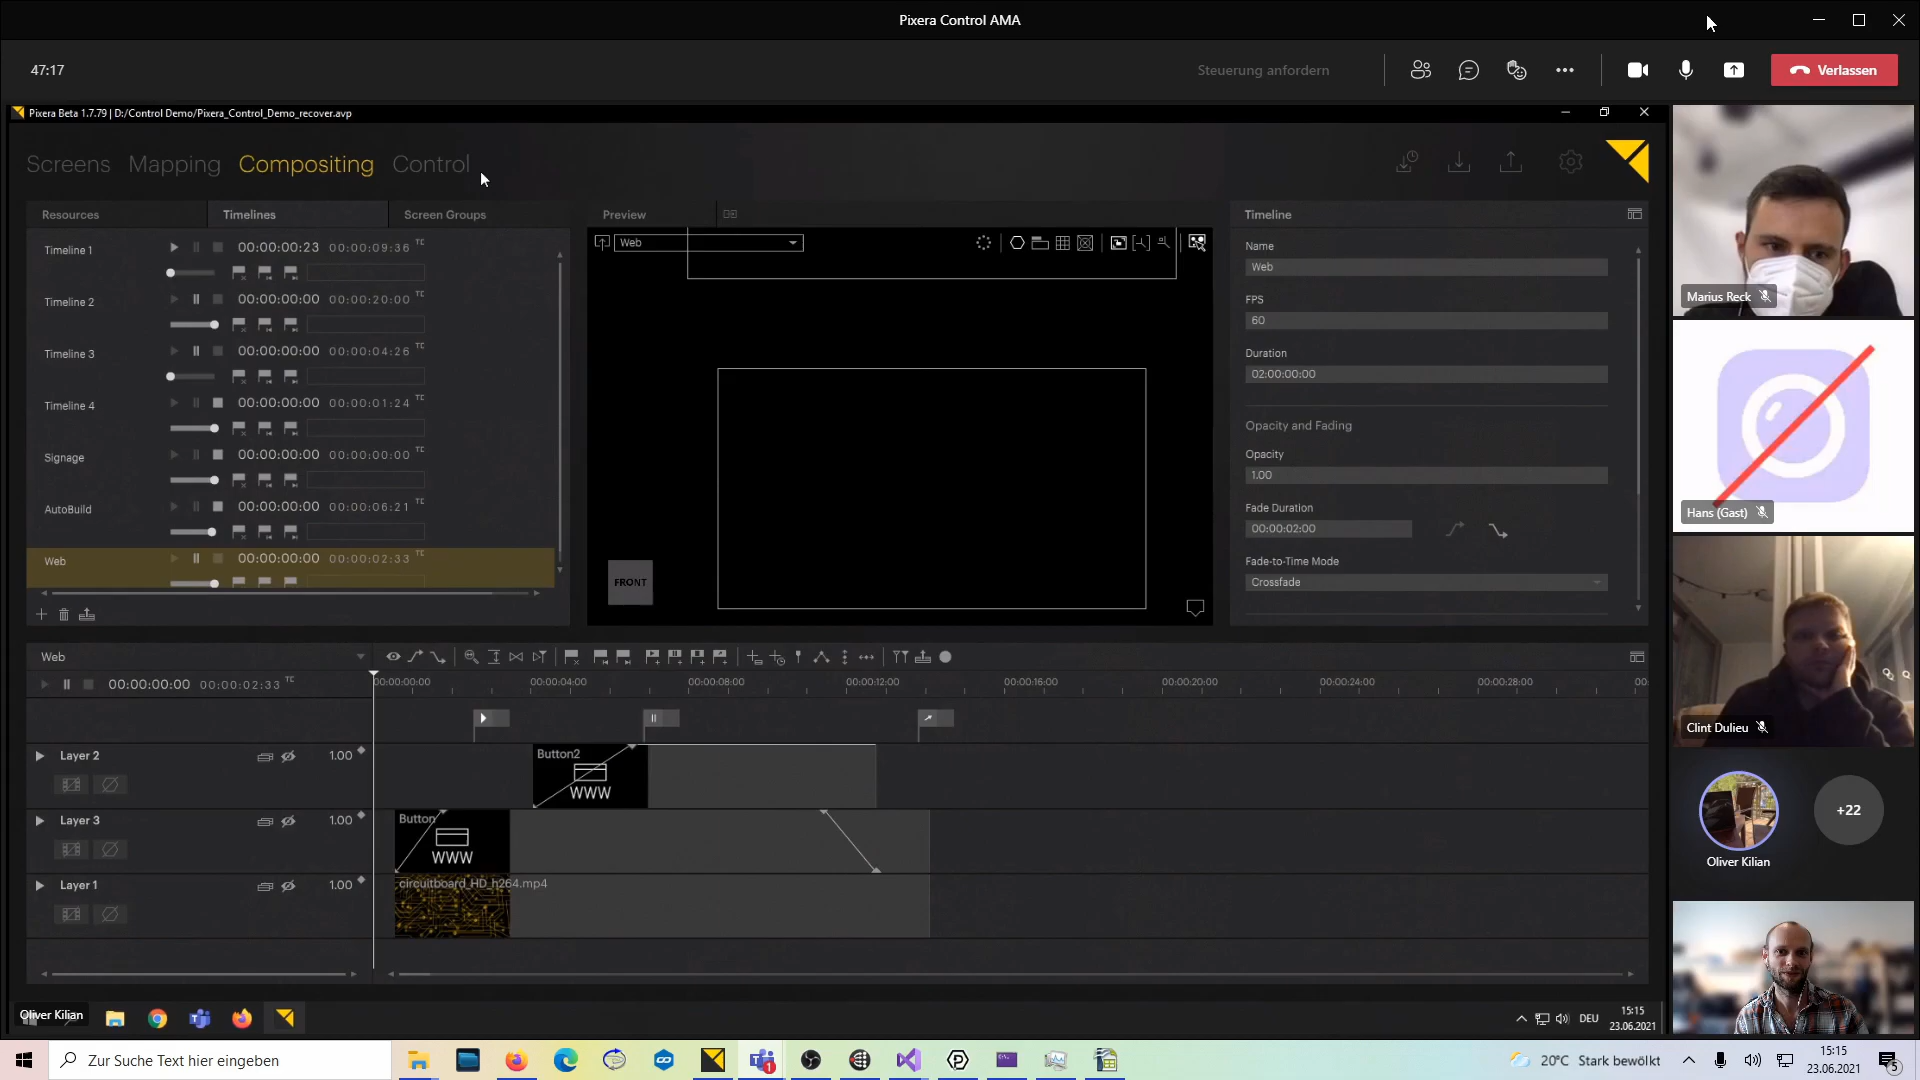 Pixera Control AMA
47:17
Steuerung anfordern
Verlassen
Pixera Beta 1.7.79 | D:/Control Demo/Pixera_Control_Demo_recover.avp
Screens Mapping Compositing Control
Resources Timelines Screen Groups
Timeline 1 00:00:00:23 00:00:09:36 TC
Timeline 2 00:00:00:00 00:00:20:00 TC
Timeline 3 00:00:00:00 00:00:04:26 TC
Timeline 4 00:00:00:00 00:00:01:24 TC
Signage 00:00:00:00 00:00:00:00 TC
AutoBuild 00:00:00:00 00:00:06:21 TC
Web 00:00:00:00 00:00:02:33 TC
Preview
Web
FRONT
Timeline
Name
Web
FPS
60
Duration
02:00:00:00
Opacity and Fading
Opacity
1.00
Fade Duration
00:00:02:00
Fade-to-Time Mode
Crossfade
Marius Reck
Hans (Gast)
Clint Dulieu
Oliver Kilian
+22
Web
00:00:00:00 00:00:02:33 TC
00:00:00:00 00:00:04:00 00:00:08:00 00:00:12:00 00:00:16:00 00:00:20:00 00:00:24:00 00:00:28:00 00:
Layer 2 1.00
Button2
WWW
Layer 3 1.00
Button
WWW
Layer 1 1.00
circuitboard_HD_h264.mp4
Oliver Kilian
DEU
15:15
23.06.2021
Zur Suche Text hier eingeben
1
20°C Stark bewölkt
15:15
23.06.2021
5